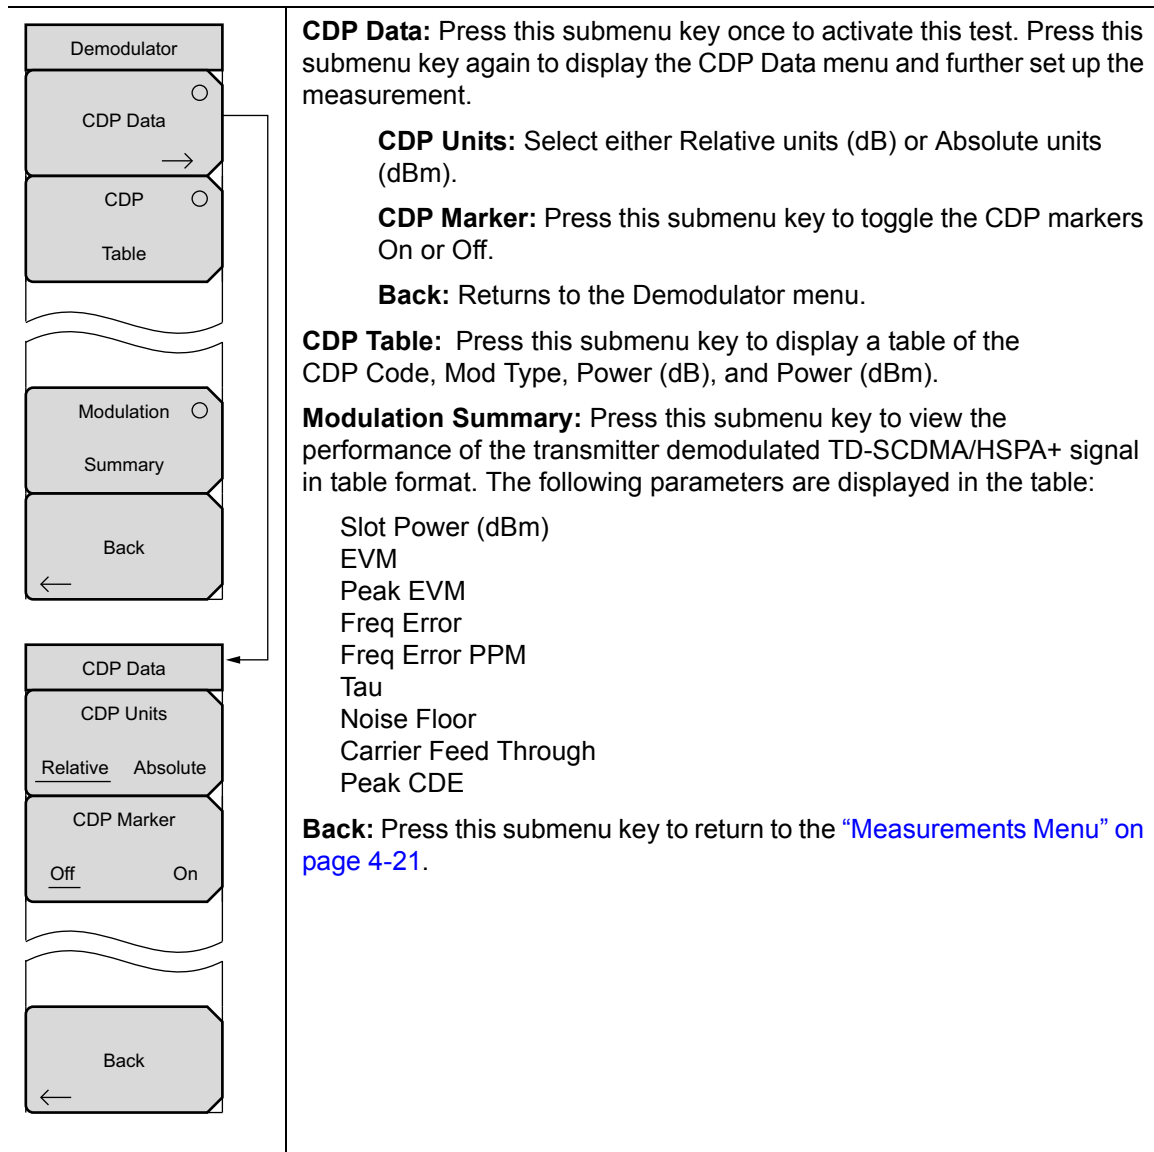 Demodulator
CDP Data
CDP
Table
Modulation
Summary
Back
CDP Data
CDP Units
Relative Absolute
CDP Marker
Off On
Back
CDP Data: Press this submenu key once to activate this test. Press this
submenu key again to display the CDP Data menu and further set up the
measurement.
CDP Units: Select either Relative units (dB) or Absolute units
(dBm).
CDP Marker: Press this submenu key to toggle the CDP markers
On or Off.
Back: Returns to the Demodulator menu.
CDP Table: Press this submenu key to display a table of the
CDP Code, Mod Type, Power (dB), and Power (dBm).
Modulation Summary: Press this submenu key to view the
performance of the transmitter demodulated TD-SCDMA/HSPA+ signal
in table format. The following parameters are displayed in the table:
Slot Power (dBm)
EVM
Peak EVM
Freq Error
Freq Error PPM
Tau
Noise Floor
Carrier Feed Through
Peak CDE
Back: Press this submenu key to return to the “Measurements Menu” on
page 4-21.